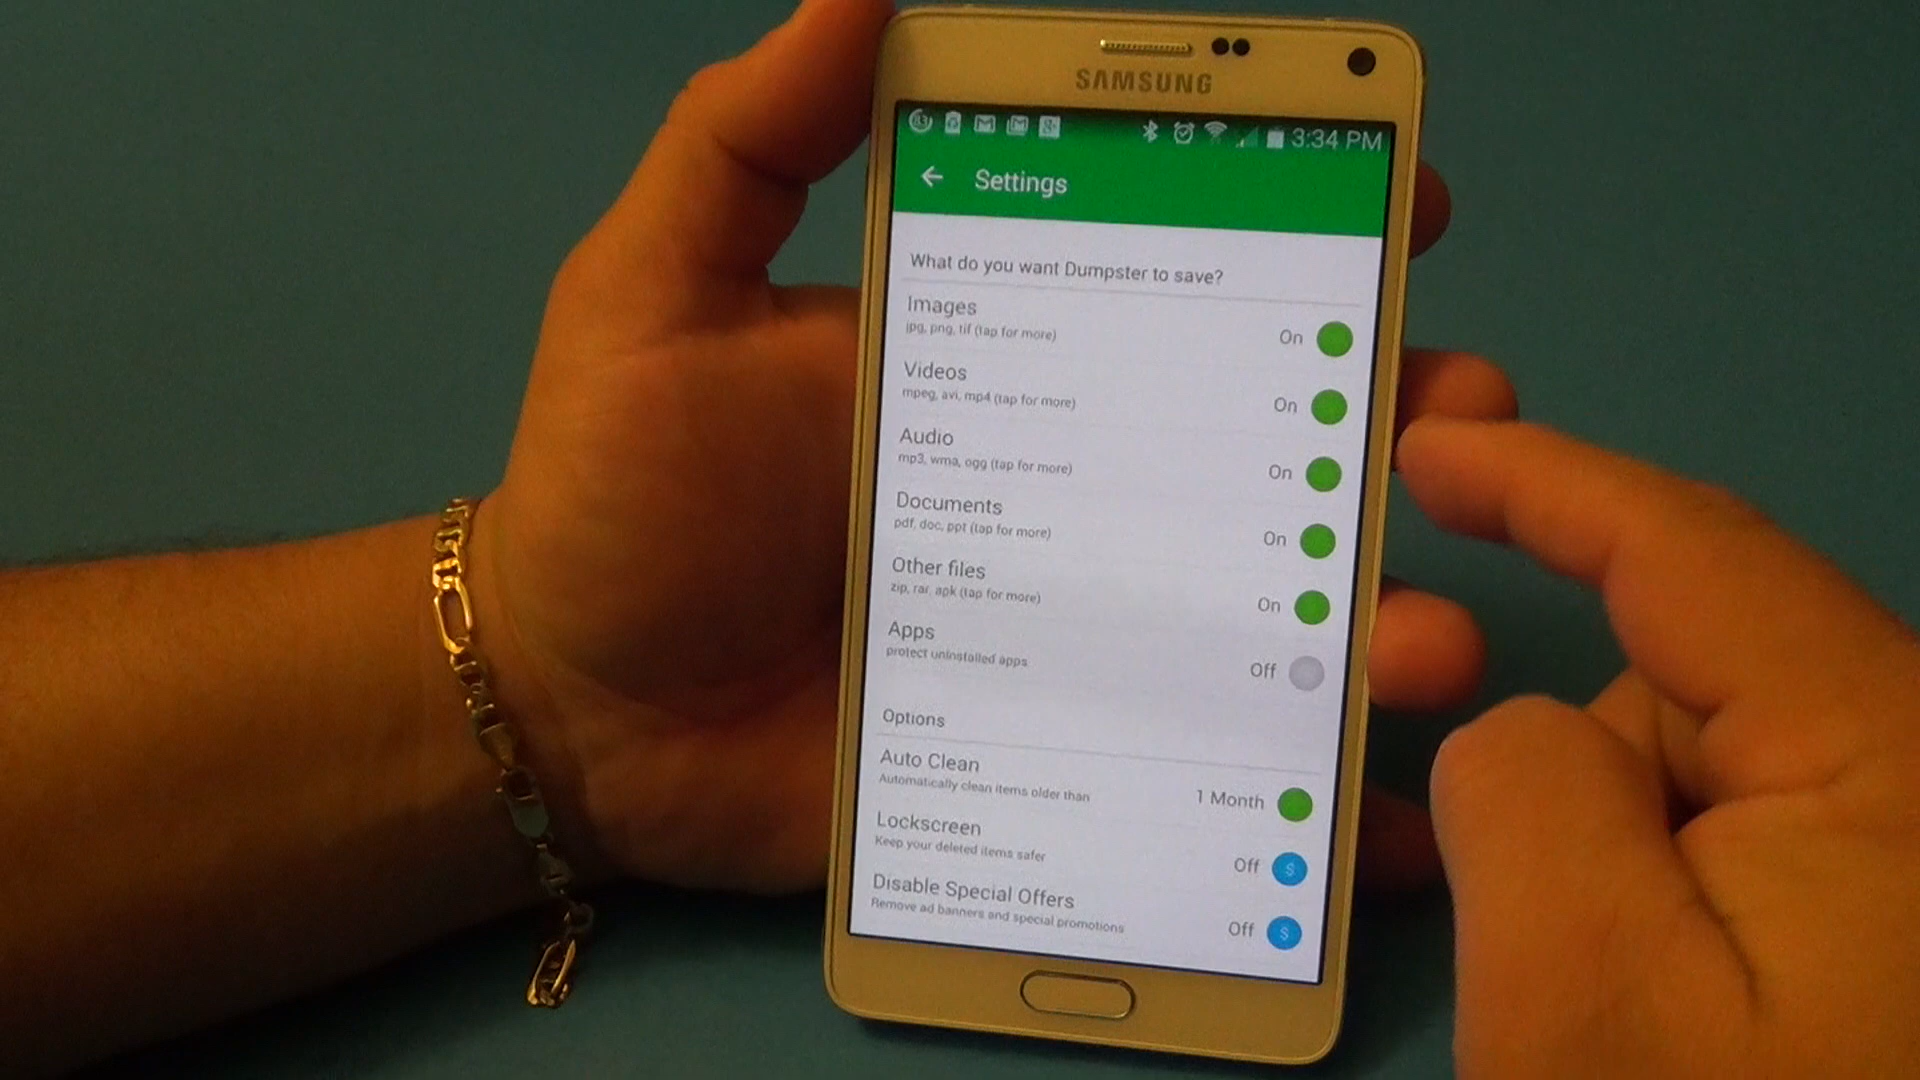 SAMSUNG
83
3:34 PM
Settings
What do you want Dumpster to save?
Images
jpg, png, tif (tap for more)
On
Videos
mpeg, avi, mp4 (tap for more)
On
Audio
mp3, wma, ogg (tap for more)
On
Documents
pdf, doc, ppt (tap for more)
On
Other files
zip, rar, apk (tap for more)
On
Apps
protect uninstalled apps
Off
Options
Auto Clean
Automatically clean items older than
1 Month
Lockscreen
Keep your deleted items safer
Off $
Disable Special Offers
Remove ad banners and special promotions
Off $